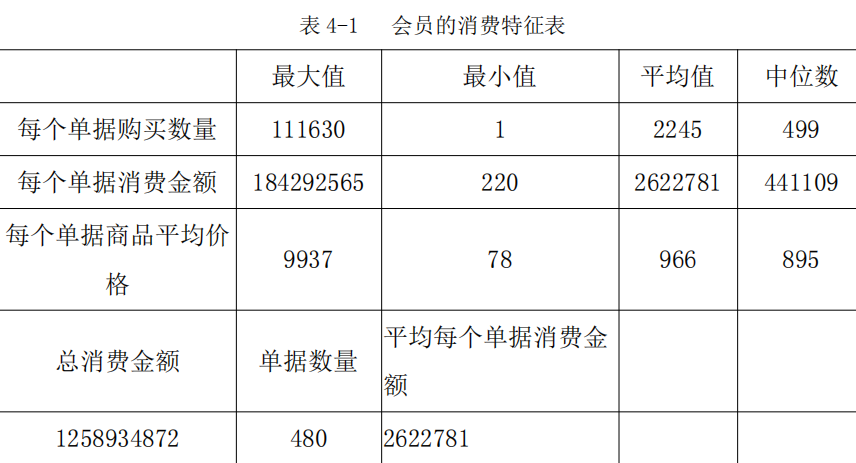 表 4-1 会员的消费特征表
最大值 最小值 平均值 中位数
每个单据购买数量 111630 1 2245 499
每个单据消费金额 184292565 220 2622781 441109
每个单据商品平均价
格 9937 78 966 895
总消费金额 单据数量 平均每个单据消费金
额
1258934872 480 2622781